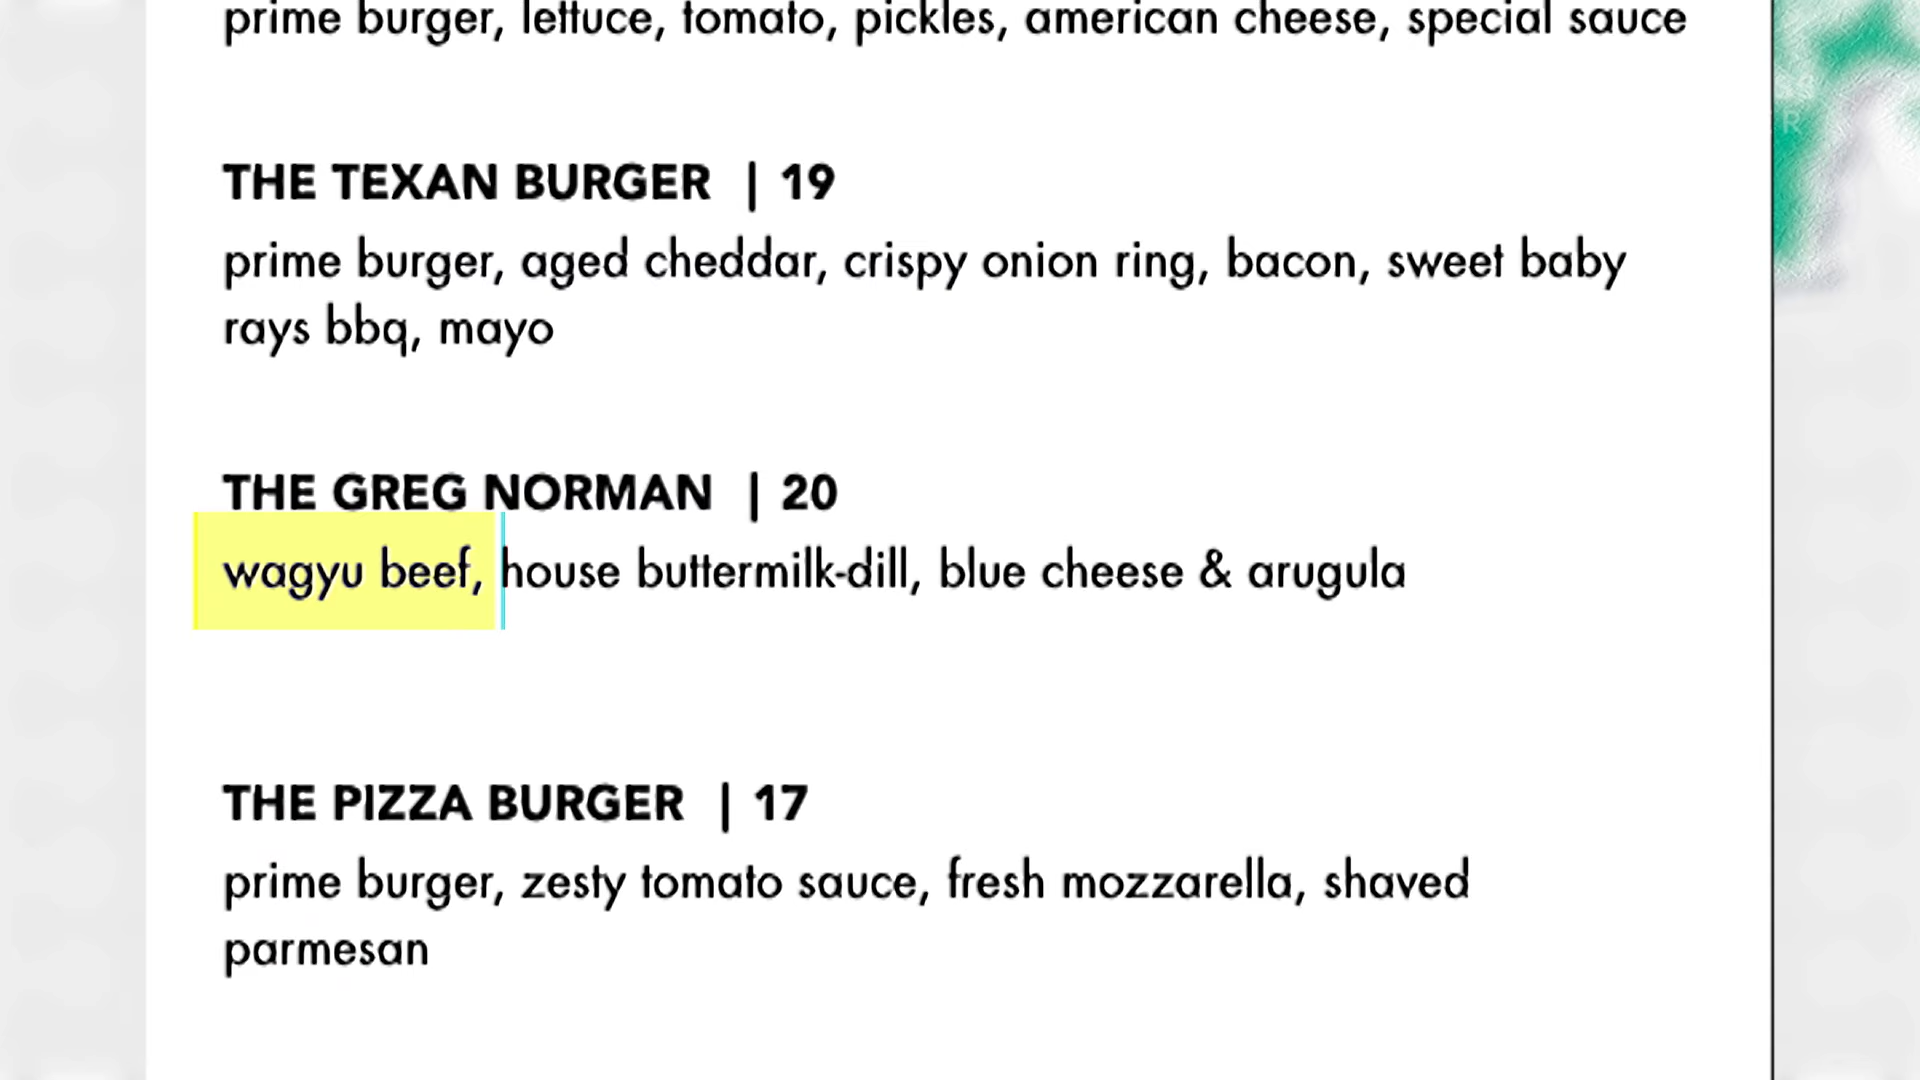 prime burger, lettuce, tomato, pickles, american cheese, special sauce
THE TEXAN BURGER | 19
prime burger, aged cheddar, crispy onion ring, bacon, sweet baby
rays bbq, mayo
THE GREG NORMAN | 20
wagyu beef, house buttermilk-dill, blue cheese & arugula
THE PIZZA BURGER | 17
prime burger, zesty tomato sauce, fresh mozzarella, shaved
parmesan